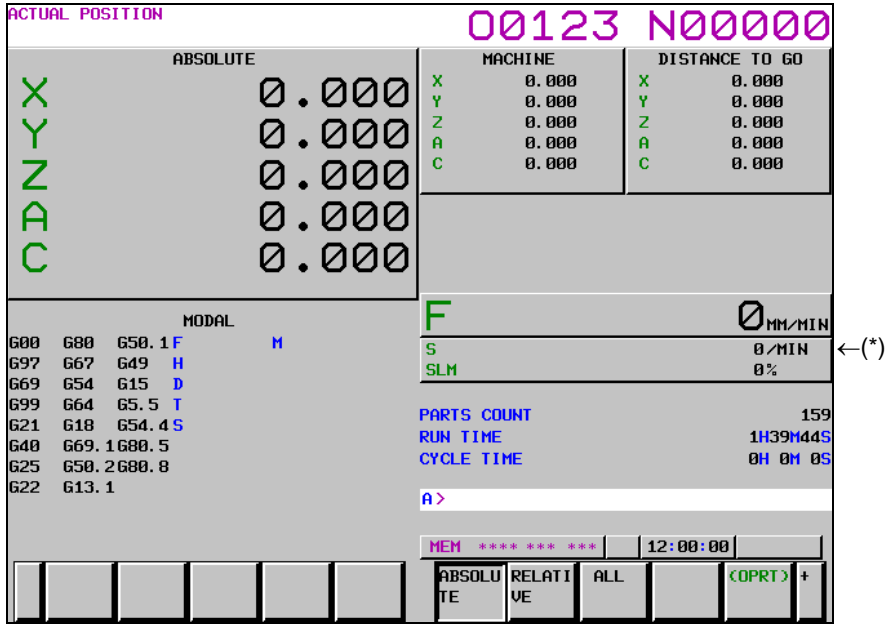 ACTUAL POSITION
O0123 N00000
ABSOLUTE
X 0.000
Y 0.000
Z 0.000
A 0.000
C 0.000
MACHINE
X 0.000
Y 0.000
Z 0.000
A 0.000
C 0.000
DISTANCE TO GO
X 0.000
Y 0.000
Z 0.000
A 0.000
C 0.000
MODAL
G00 G80 G50.1 F M
G97 G67 G49 H
G69 G54 G15 D
G99 G64 G5.5 T
G21 G18 G54.4 S
G40 G69.1 G80.5
G25 G50.2 G80.8
G22 G13.1
F 0 MM/MIN
S 0/MIN
SLM 0%
←(*)
PARTS COUNT 159
RUN TIME 1H39M44S
CYCLE TIME 0H 0M 0S
A>
MEM **** *** *** 12:00:00
ABSOLU RELATI ALL (OPRT) +
TE VE